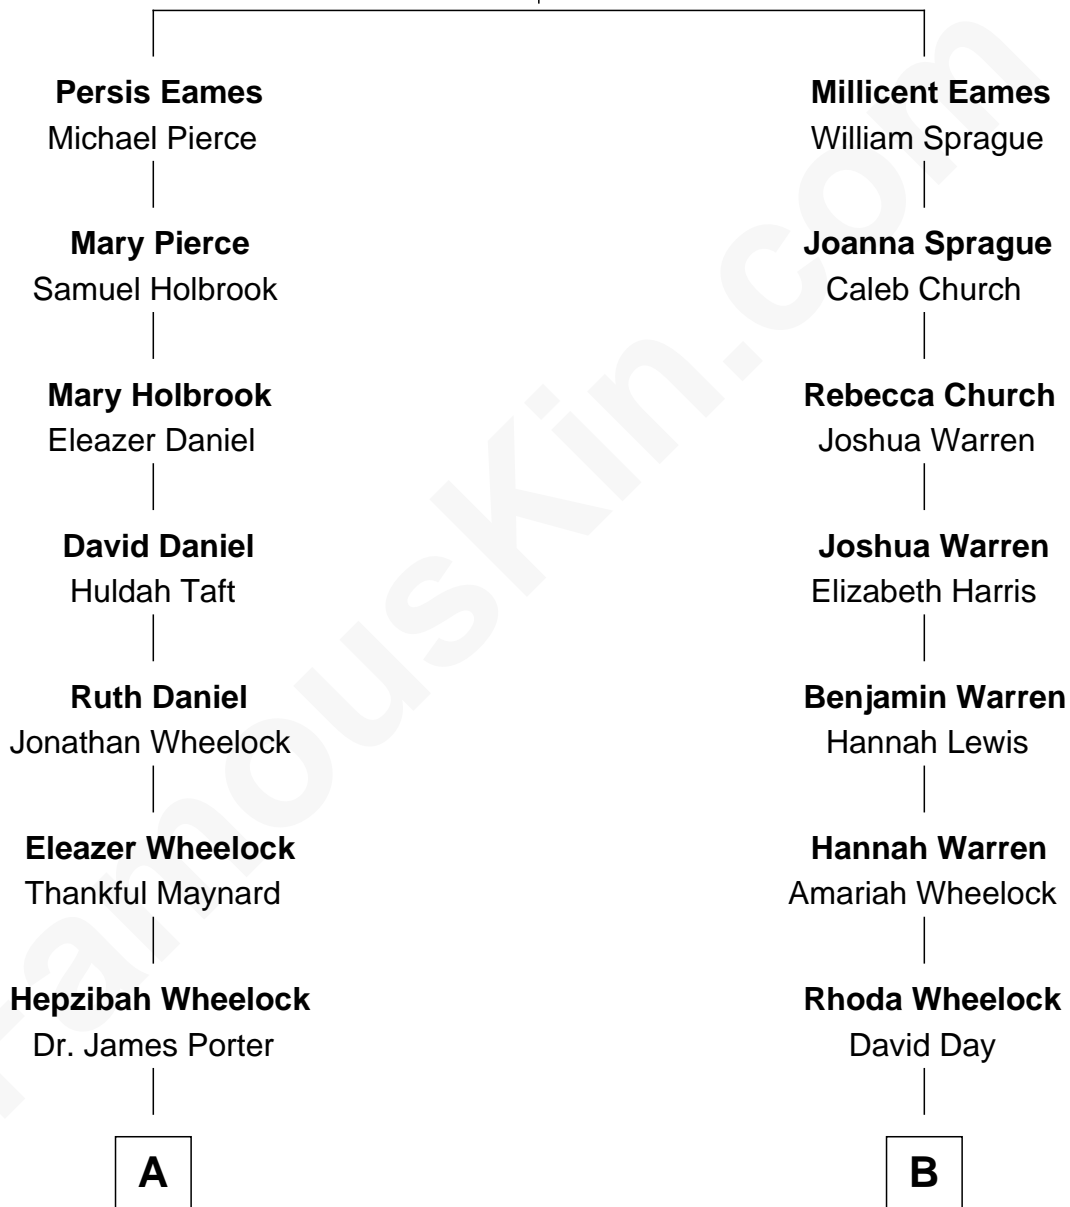 Persis Eames
Michael Pierce
Mary Pierce
Samuel Holbrook
Mary Holbrook
Eleazer Daniel
David Daniel
Huldah Taft
Ruth Daniel
Jonathan Wheelock
Eleazer Wheelock
Thankful Maynard
Hepzibah Wheelock
Dr. James Porter
A
Millicent Eames
William Sprague
Joanna Sprague
Caleb Church
Rebecca Church
Joshua Warren
Joshua Warren
Elizabeth Harris
Benjamin Warren
Hannah Lewis
Hannah Warren
Amariah Wheelock
Rhoda Wheelock
David Day
B
FamousKin.com